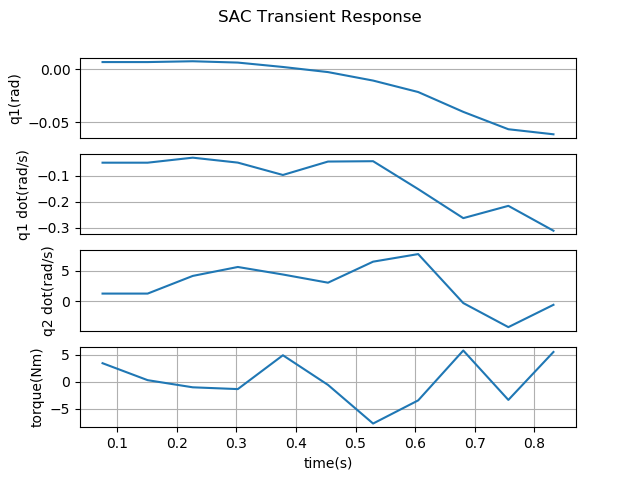 SAC Transient Response
q1(rad)
0.00
−0.05
q1 dot(rad/s)
−0.1
−0.2
−0.3
q2 dot(rad/s)
5
0
torque(Nm)
5
0
−5
0.1 0.2 0.3 0.4 0.5 0.6 0.7 0.8
time(s)